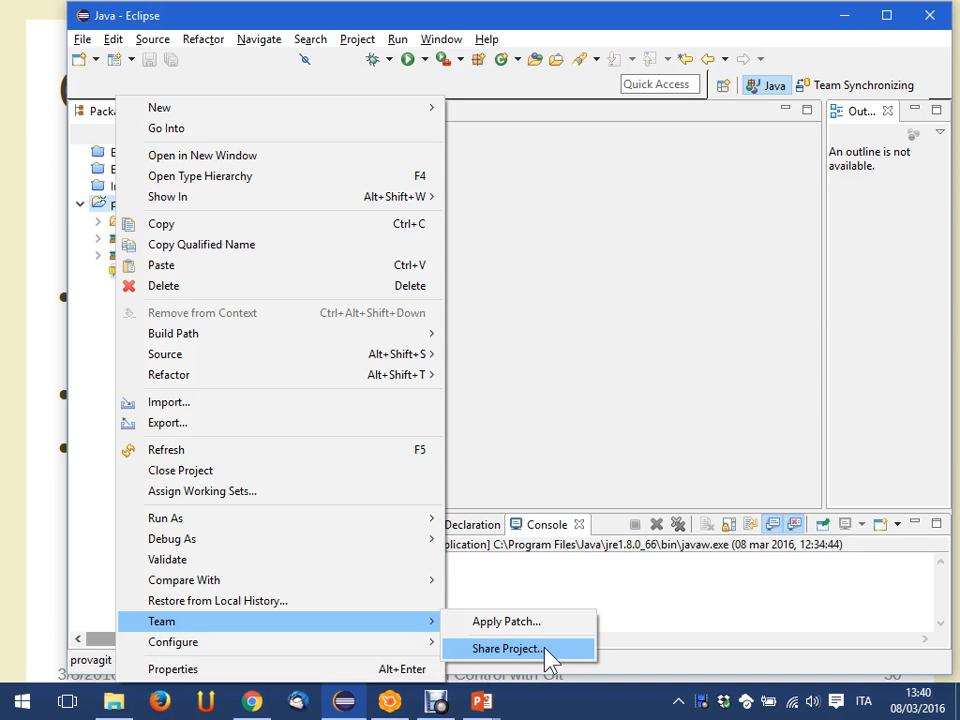 Java - Eclipse
File Edit Source Refactor Navigate Search Project Run Window Help
Quick Access Java Team Synchronizing
Out...
An outline is not
available.
New
Go Into
Open in New Window
Open Type Hierarchy F4
Show In Alt+Shift+W >
Copy Ctrl+C
Copy Qualified Name
Paste Ctrl+V
Delete Delete
Remove from Context Ctrl+Alt+Shift+Down
Build Path
Source Alt+Shift+S >
Refactor Alt+Shift+T >
Import...
Export...
Refresh F5
Close Project
Assign Working Sets...
Run As
Debug As
Validate
Compare With
Restore from Local History...
Team
Configure
Properties Alt+Enter
Apply Patch...
Share Project...
Declaration Console
C:\Program Files\Java\jre1.8.0_66\bin\javaw.exe (08 mar 2016, 12:34:44)
provagit
ITA
13:40
08/03/2016